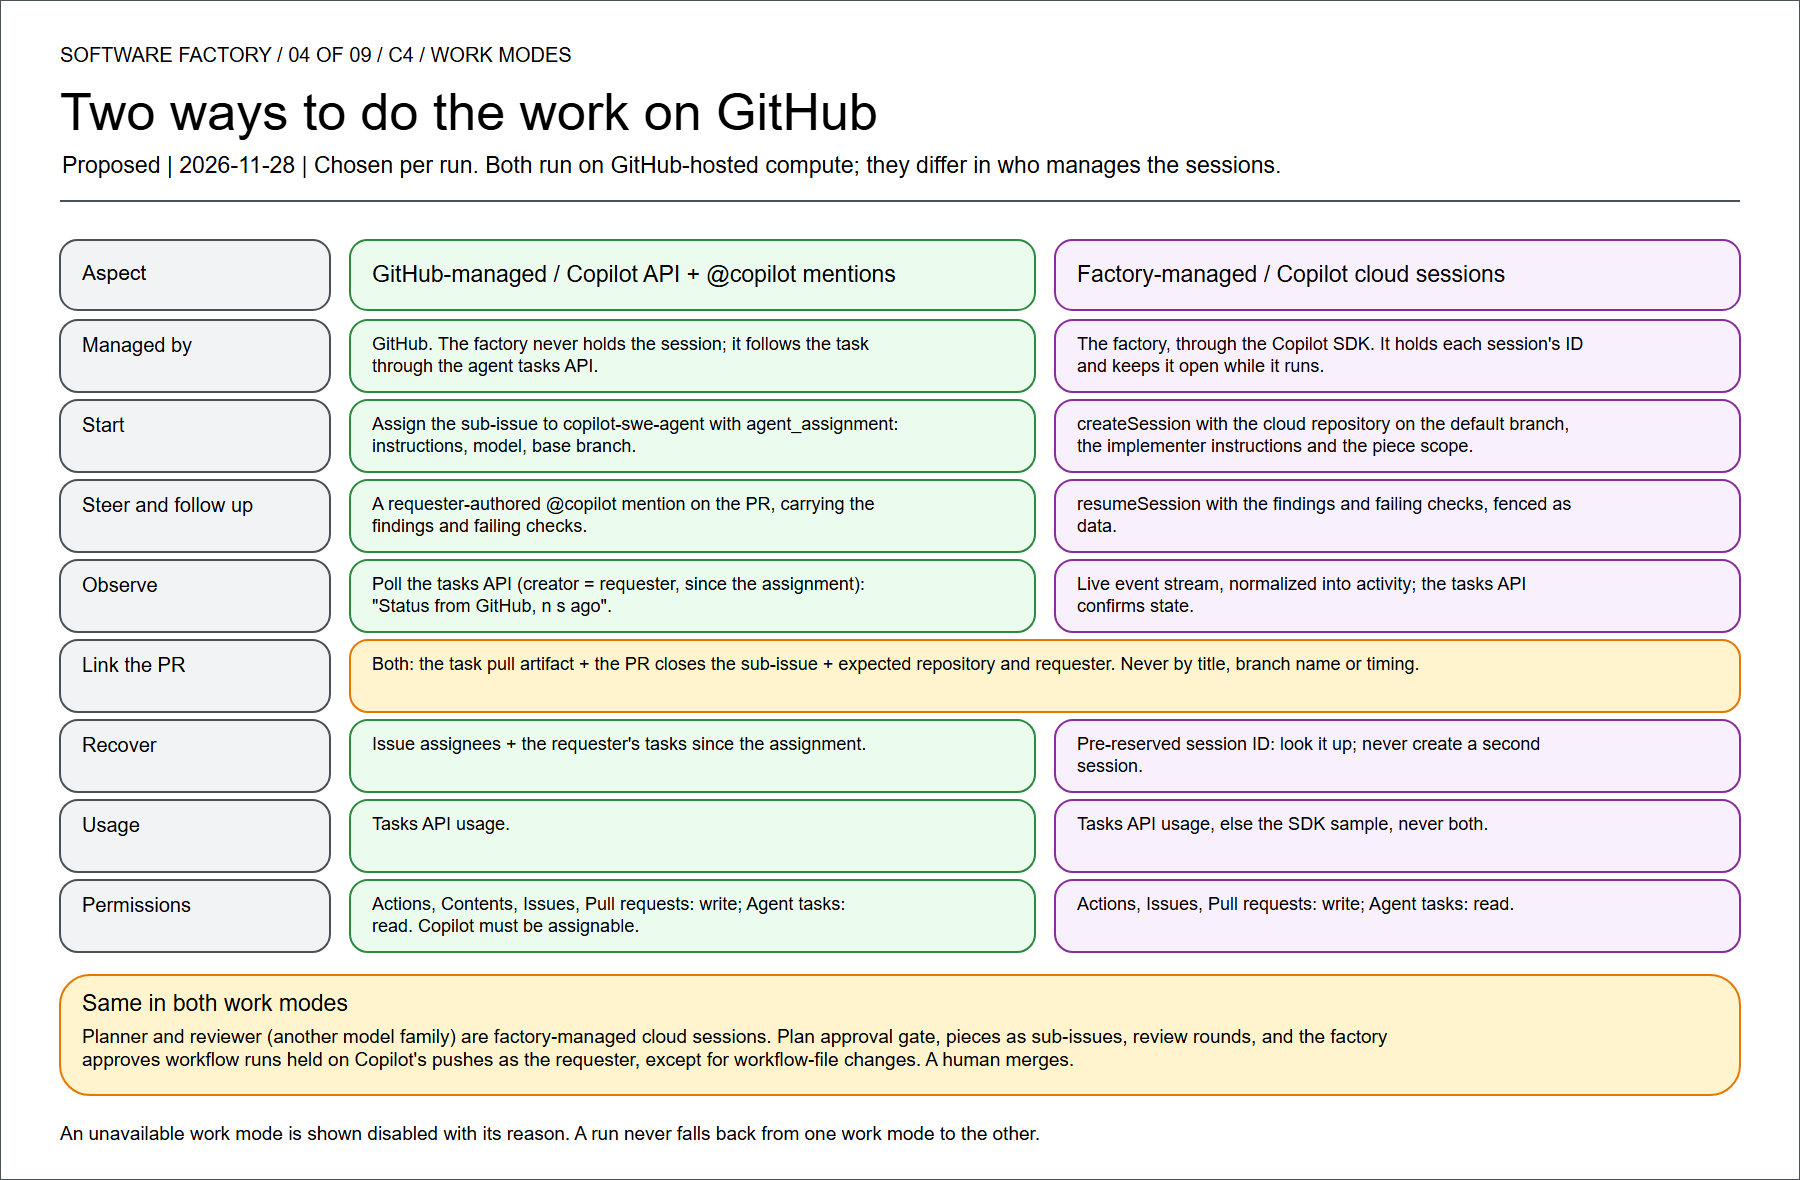 SOFTWARE FACTORY / 04 OF 09 / C4 / WORK MODES
Two ways to do the work on GitHub
Proposed | 2026-11-28 | Chosen per run. Both run on GitHub-hosted compute; they differ in who manages the sessions.
Aspect
GitHub-managed / Copilot API + @copilot mentions
Factory-managed / Copilot cloud sessions
Managed by
GitHub. The factory never holds the session; it follows the task
through the agent tasks API.
The factory, through the Copilot SDK. It holds each session's ID
and keeps it open while it runs.
Start
Assign the sub-issue to copilot-swe-agent with agent_assignment:
instructions, model, base branch.
createSession with the cloud repository on the default branch,
the implementer instructions and the piece scope.
Steer and follow up
A requester-authored @copilot mention on the PR, carrying the
findings and failing checks.
resumeSession with the findings and failing checks, fenced as
data.
Observe
Poll the tasks API (creator = requester, since the assignment):
"Status from GitHub, n s ago".
Live event stream, normalized into activity; the tasks API
confirms state.
Link the PR
Both: the task pull artifact + the PR closes the sub-issue + expected repository and requester. Never by title, branch name or timing.
Recover
Issue assignees + the requester's tasks since the assignment.
Pre-reserved session ID: look it up; never create a second
session.
Usage
Tasks API usage.
Tasks API usage, else the SDK sample, never both.
Permissions
Actions, Contents, Issues, Pull requests: write; Agent tasks:
read. Copilot must be assignable.
Actions, Issues, Pull requests: write; Agent tasks: read.
Same in both work modes
Planner and reviewer (another model family) are factory-managed cloud sessions. Plan approval gate, pieces as sub-issues, review rounds, and the factory
approves workflow runs held on Copilot's pushes as the requester, except for workflow-file changes. A human merges.
An unavailable work mode is shown disabled with its reason. A run never falls back from one work mode to the other.